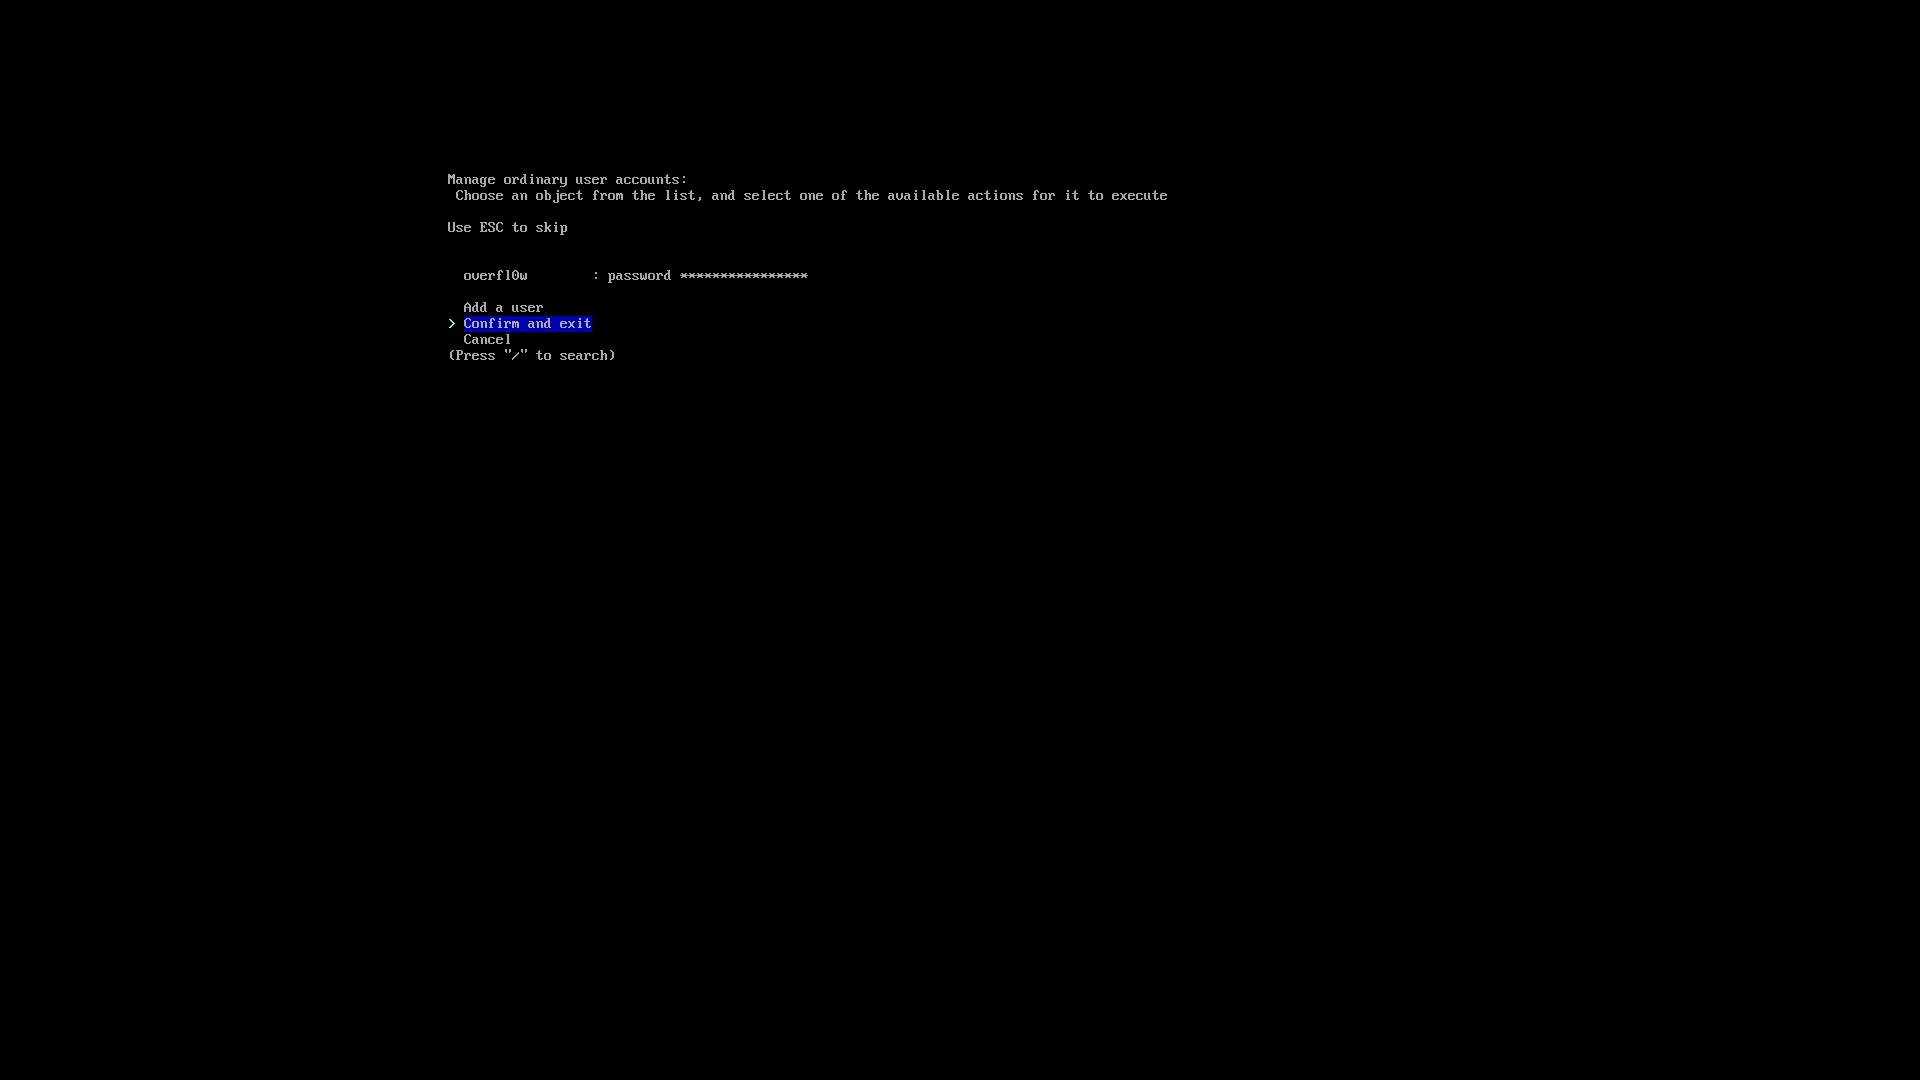 Manage ordinary user accounts:
Choose an object from the list, and select one of the available actions for it to execute
Use ESC to skip
overfl0w : password ****************
Add a user
> Confirm and exit
Cancel
(Press "/" to search)